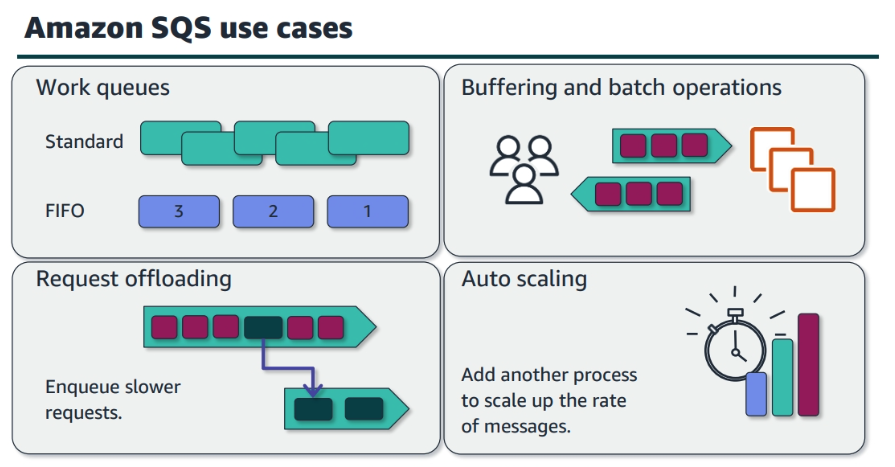 Amazon SQS use cases
Work queues
Standard
FIFO
3 2 1
Buffering and batch operations
Request offloading
Enqueue slower
requests.
Auto scaling
Add another process
to scale up the rate
of messages.